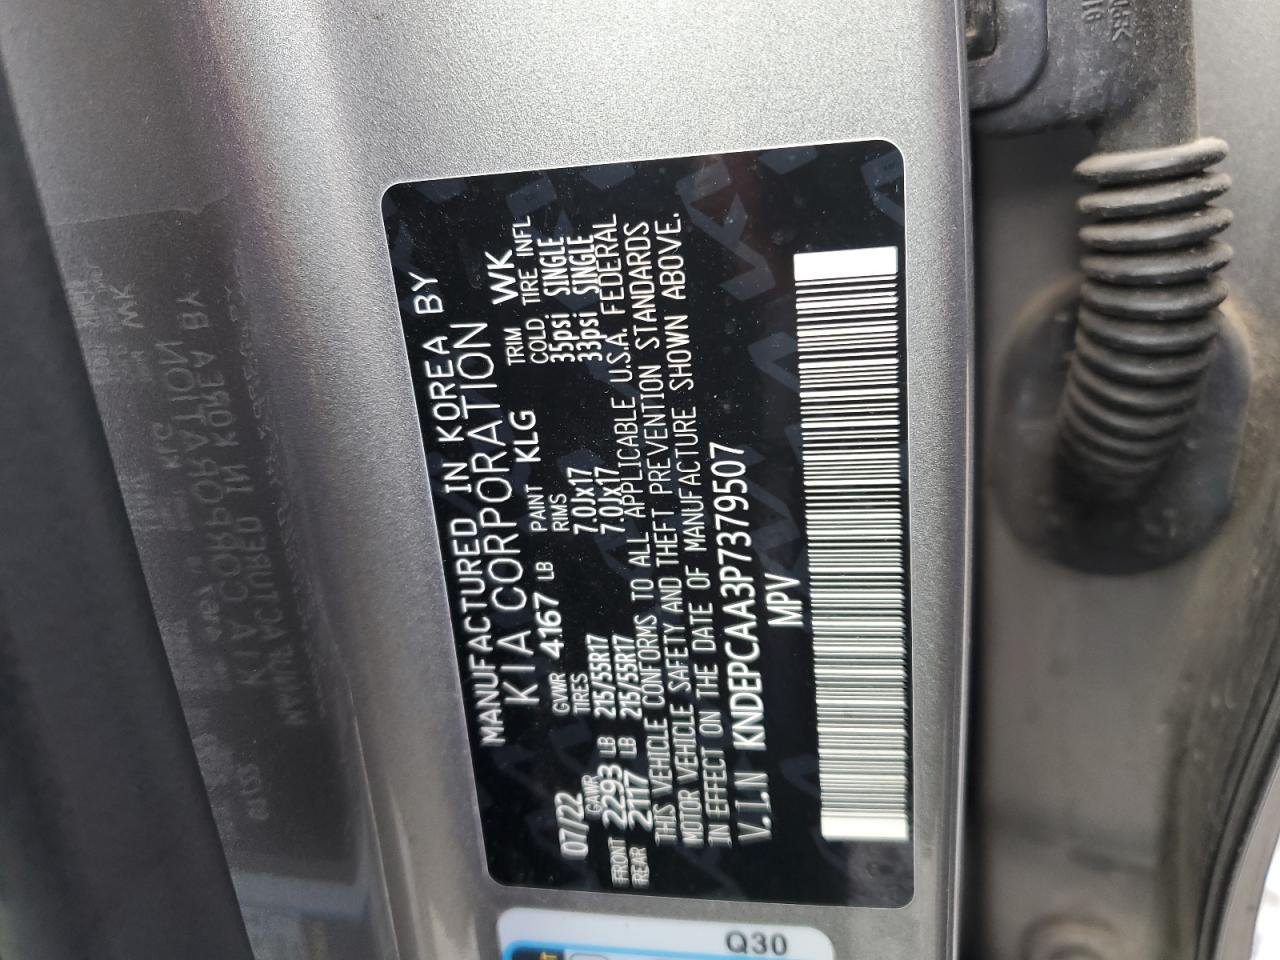 MANUFACTURED IN KOREA BY
KIA CORPORATION
07/22 GVWR 4167 LB PAINT KLG TRIM WK
GAWR TIRES RIMS COLD TIRE INFL
FRONT 2293 LB 215/55R17 7.0Jx17 35psi SINGLE
REAR 2117 LB 215/55R17 7.0Jx17 33psi SINGLE
THIS VEHICLE CONFORMS TO ALL APPLICABLE U.S.A. FEDERAL
MOTOR VEHICLE SAFETY AND THEFT PREVENTION STANDARDS
IN EFFECT ON THE DATE OF MANUFACTURE SHOWN ABOVE.
V.I.N KNDEPCAA3P7379507
MPV
Q30